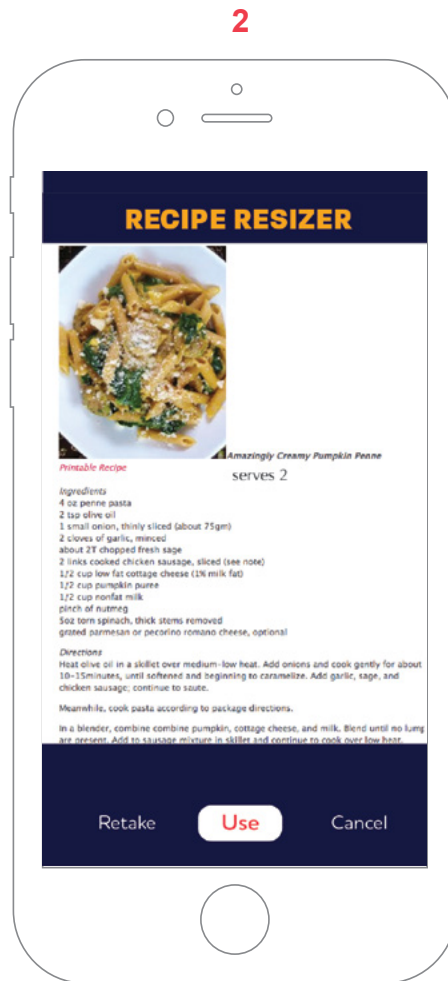 2
RECIPE RESIZER
Amazingly Creamy Pumpkin Penne
Printable Recipe
serves 2
Ingredients
4 oz penne pasta
2 tsp olive oil
1 small onion, thinly sliced (about 75gm)
2 cloves of garlic, minced
about 2T chopped fresh sage
2 links cooked chicken sausage, sliced (see note)
1/2 cup low fat cottage cheese (1% milk fat)
1/2 cup pumpkin puree
1/2 cup nonfat milk
pinch of nutmeg
5oz torn spinach, thick stems removed
grated parmesan or pecorino romano cheese, optional
Directions
Heat olive oil in a skillet over medium-low heat. Add onions and cook gently for about
10-15minutes, until softened and beginning to caramelize. Add garlic, sage, and
chicken sausage; continue to saute.
Meanwhile, cook pasta according to package directions.
In a blender, combine combine pumpkin, cottage cheese, and milk. Blend until no lump
are present. Add to sausage mixture in skillet and continue to cook over low heat.
Retake
Use
Cancel